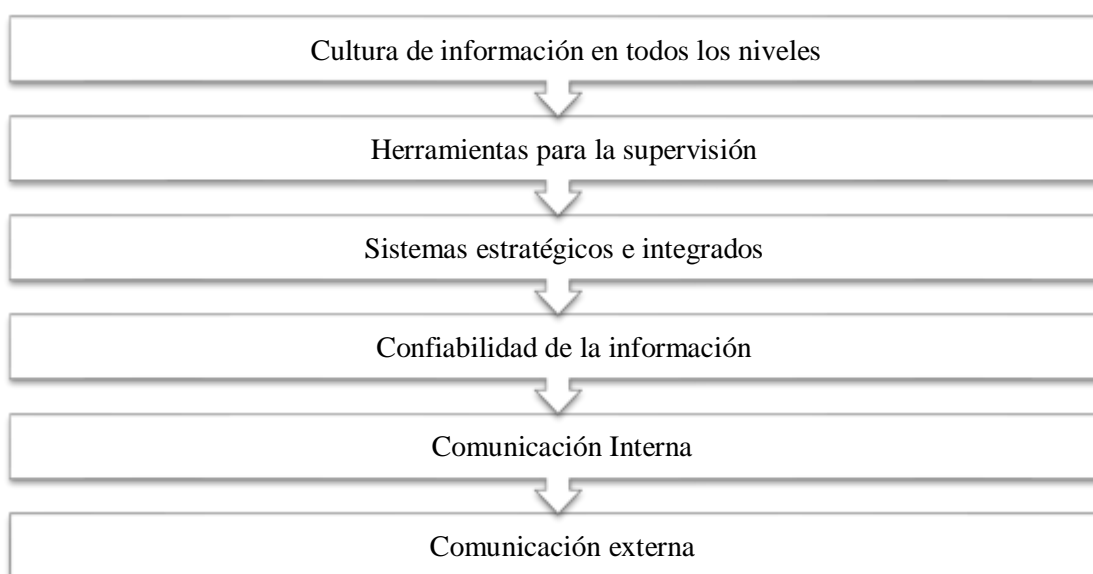 Cultura de información en todos los niveles
Herramientas para la supervisión
Sistemas estratégicos e integrados
Confiabilidad de la información
Comunicación Interna
Comunicación externa